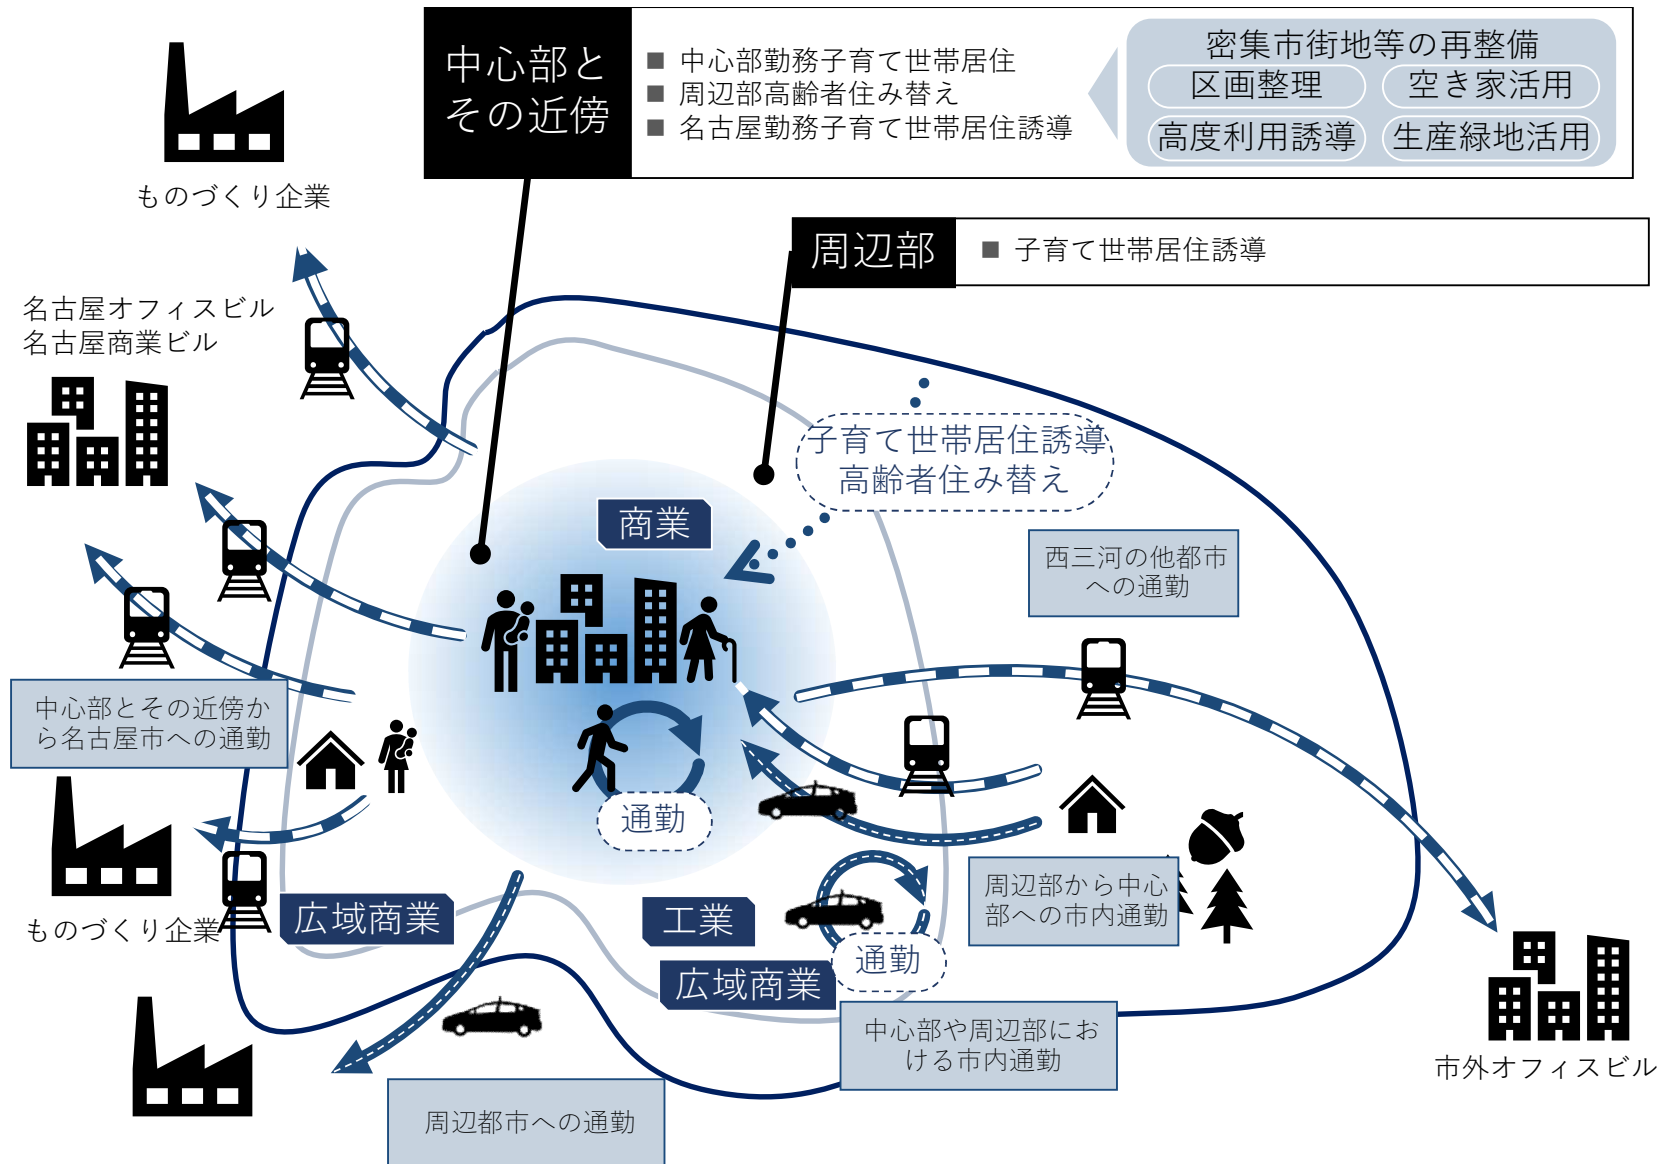 中心部と
その近傍
■ 中心部勤務子育て世帯居住
■ 周辺部高齢者住み替え
■ 名古屋勤務子育て世帯居住誘導
密集市街地等の再整備
区画整理
空き家活用
高度利用誘導
生産緑地活用
ものづくり企業
周辺部
■ 子育て世帯居住誘導
名古屋オフィスビル
名古屋商業ビル
子育て世帯居住誘導
高齢者住み替え
商業
西三河の他都市
への通勤
中心部とその近傍か
ら名古屋市への通勤
通勤
周辺部から中心
部への市内通勤
ものづくり企業
広域商業
工業
通勤
広域商業
中心部や周辺部にお
ける市内通勤
市外オフィスビル
周辺都市への通勤